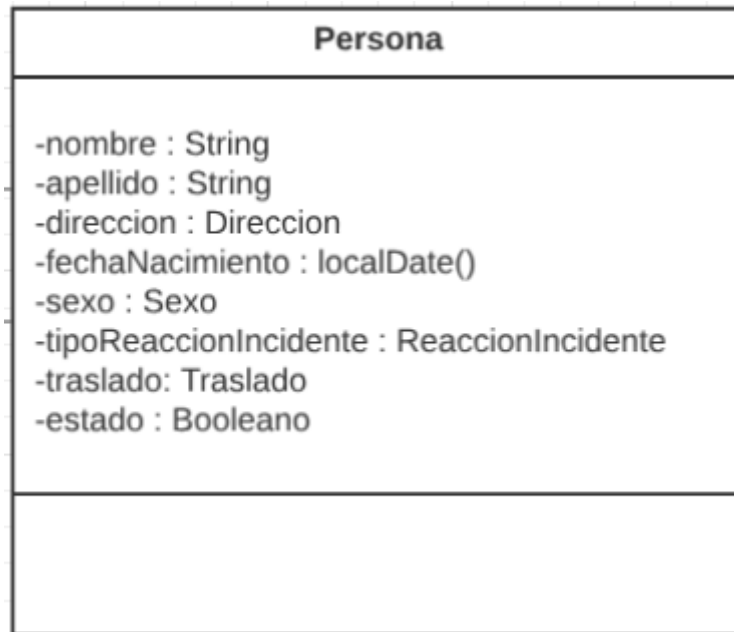 Persona
-nombre : String
-apellido : String
-direccion : Direccion
-fechaNacimiento : localDate()
-sexo : Sexo
-tipoReaccionIncidente : ReaccionIncidente
-traslado: Traslado
-estado : Booleano